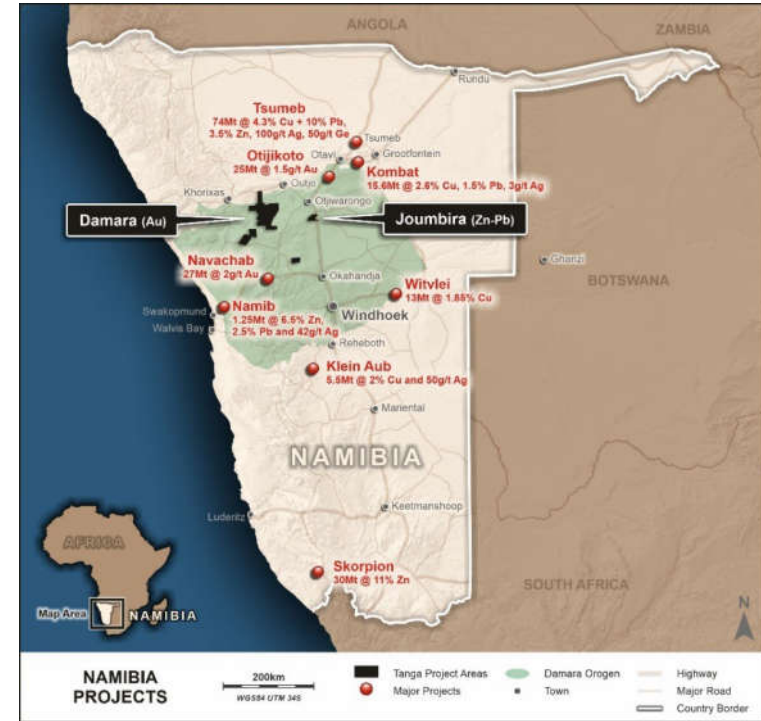 ANGOLA
ZAMBIA
Rundu
Tsumeb
74Mt @ 4.3% Cu + 10% Pb,
3.5% Zn, 100g/t Ag, 50g/t Ge
Tsumeb
Otijikoto
25Mt @ 1.5g/t Au
Otavi
Grootfontein
Kombat
15.6Mt @ 2.6% Cu, 1.5% Pb, 3g/t Ag
Outjo
Khorixas
Otjiwarongo
Damara (Au)
Joumbira (Zn-Pb)
Ghanzi
BOTSWANA
Navachab
27Mt @ 2g/t Au
Okahandja
Witvlei
13Mt @ 1.85% Cu
Namib
1.25Mt @ 6.5% Zn,
2.5% Pb and 42g/t Ag
Swakopmund
Walvis Bay
Windhoek
Rehoboth
Klein Aub
5.5Mt @ 2% Cu and 50g/t Ag
Mariental
NAMIBIA
Luderitz
Keetmanshoop
Skorpion
30Mt @ 11% Zn
SOUTH AFRICA
AFRICA
Map Area
NAMIBIA
N
NAMIBIA
PROJECTS
200km
WGS84 UTM 34S
Tanga Project Areas
Major Projects
Damara Orogen
Town
Highway
Major Road
Country Border